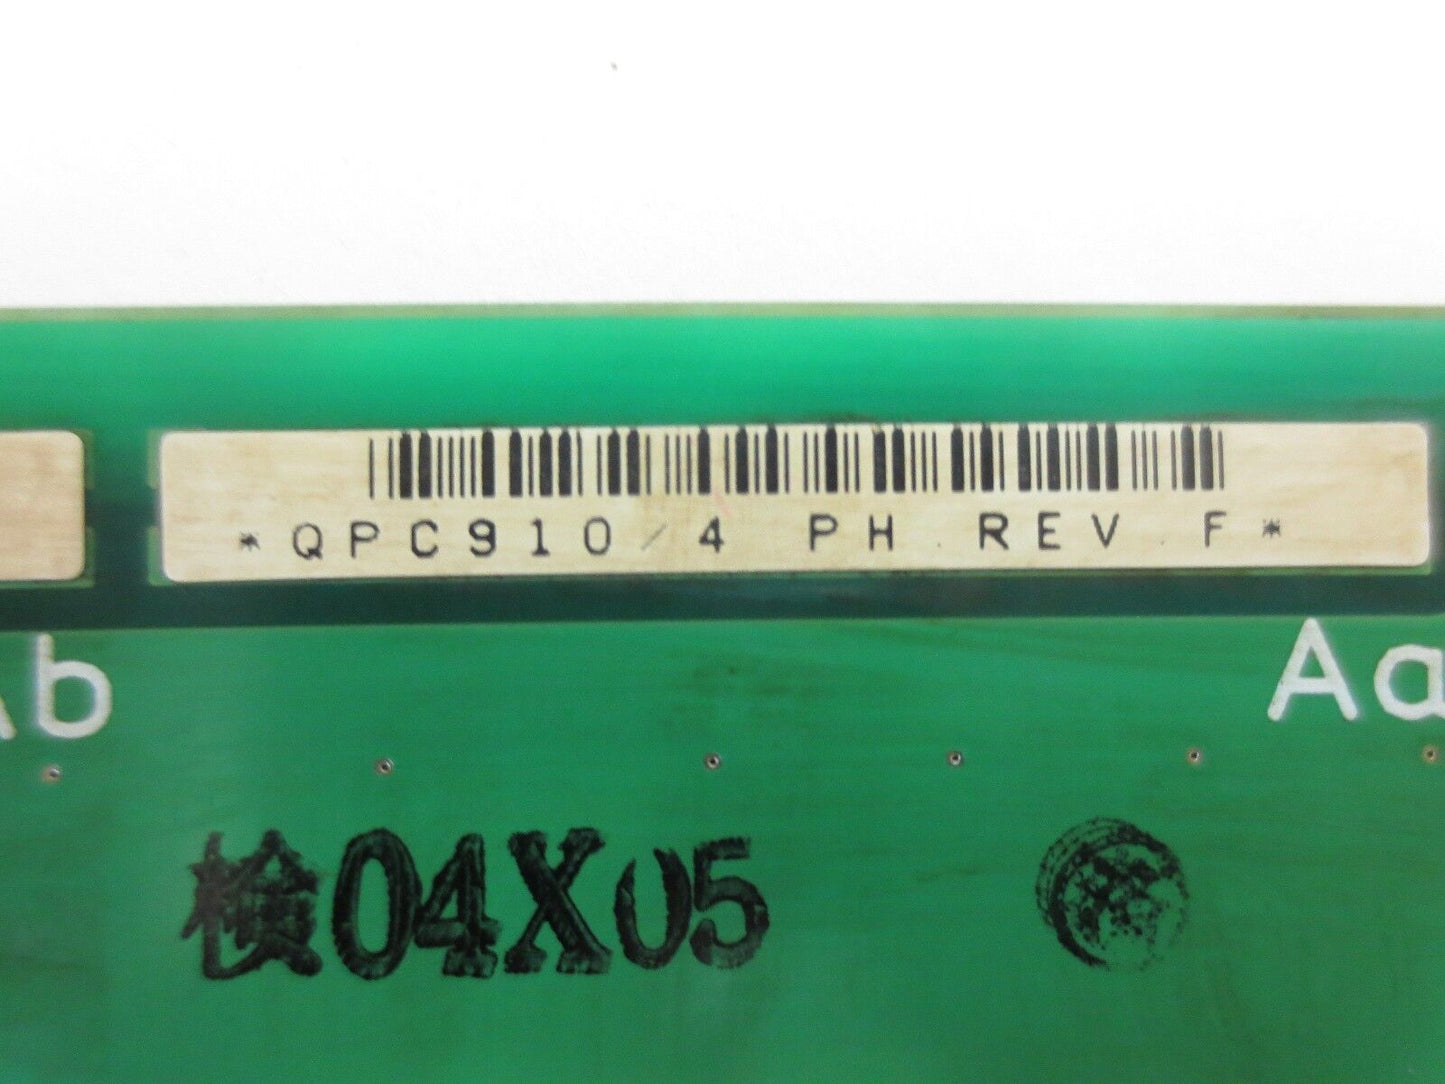 *QPC910/4 PH REV F*
Ab Aa
検04X05